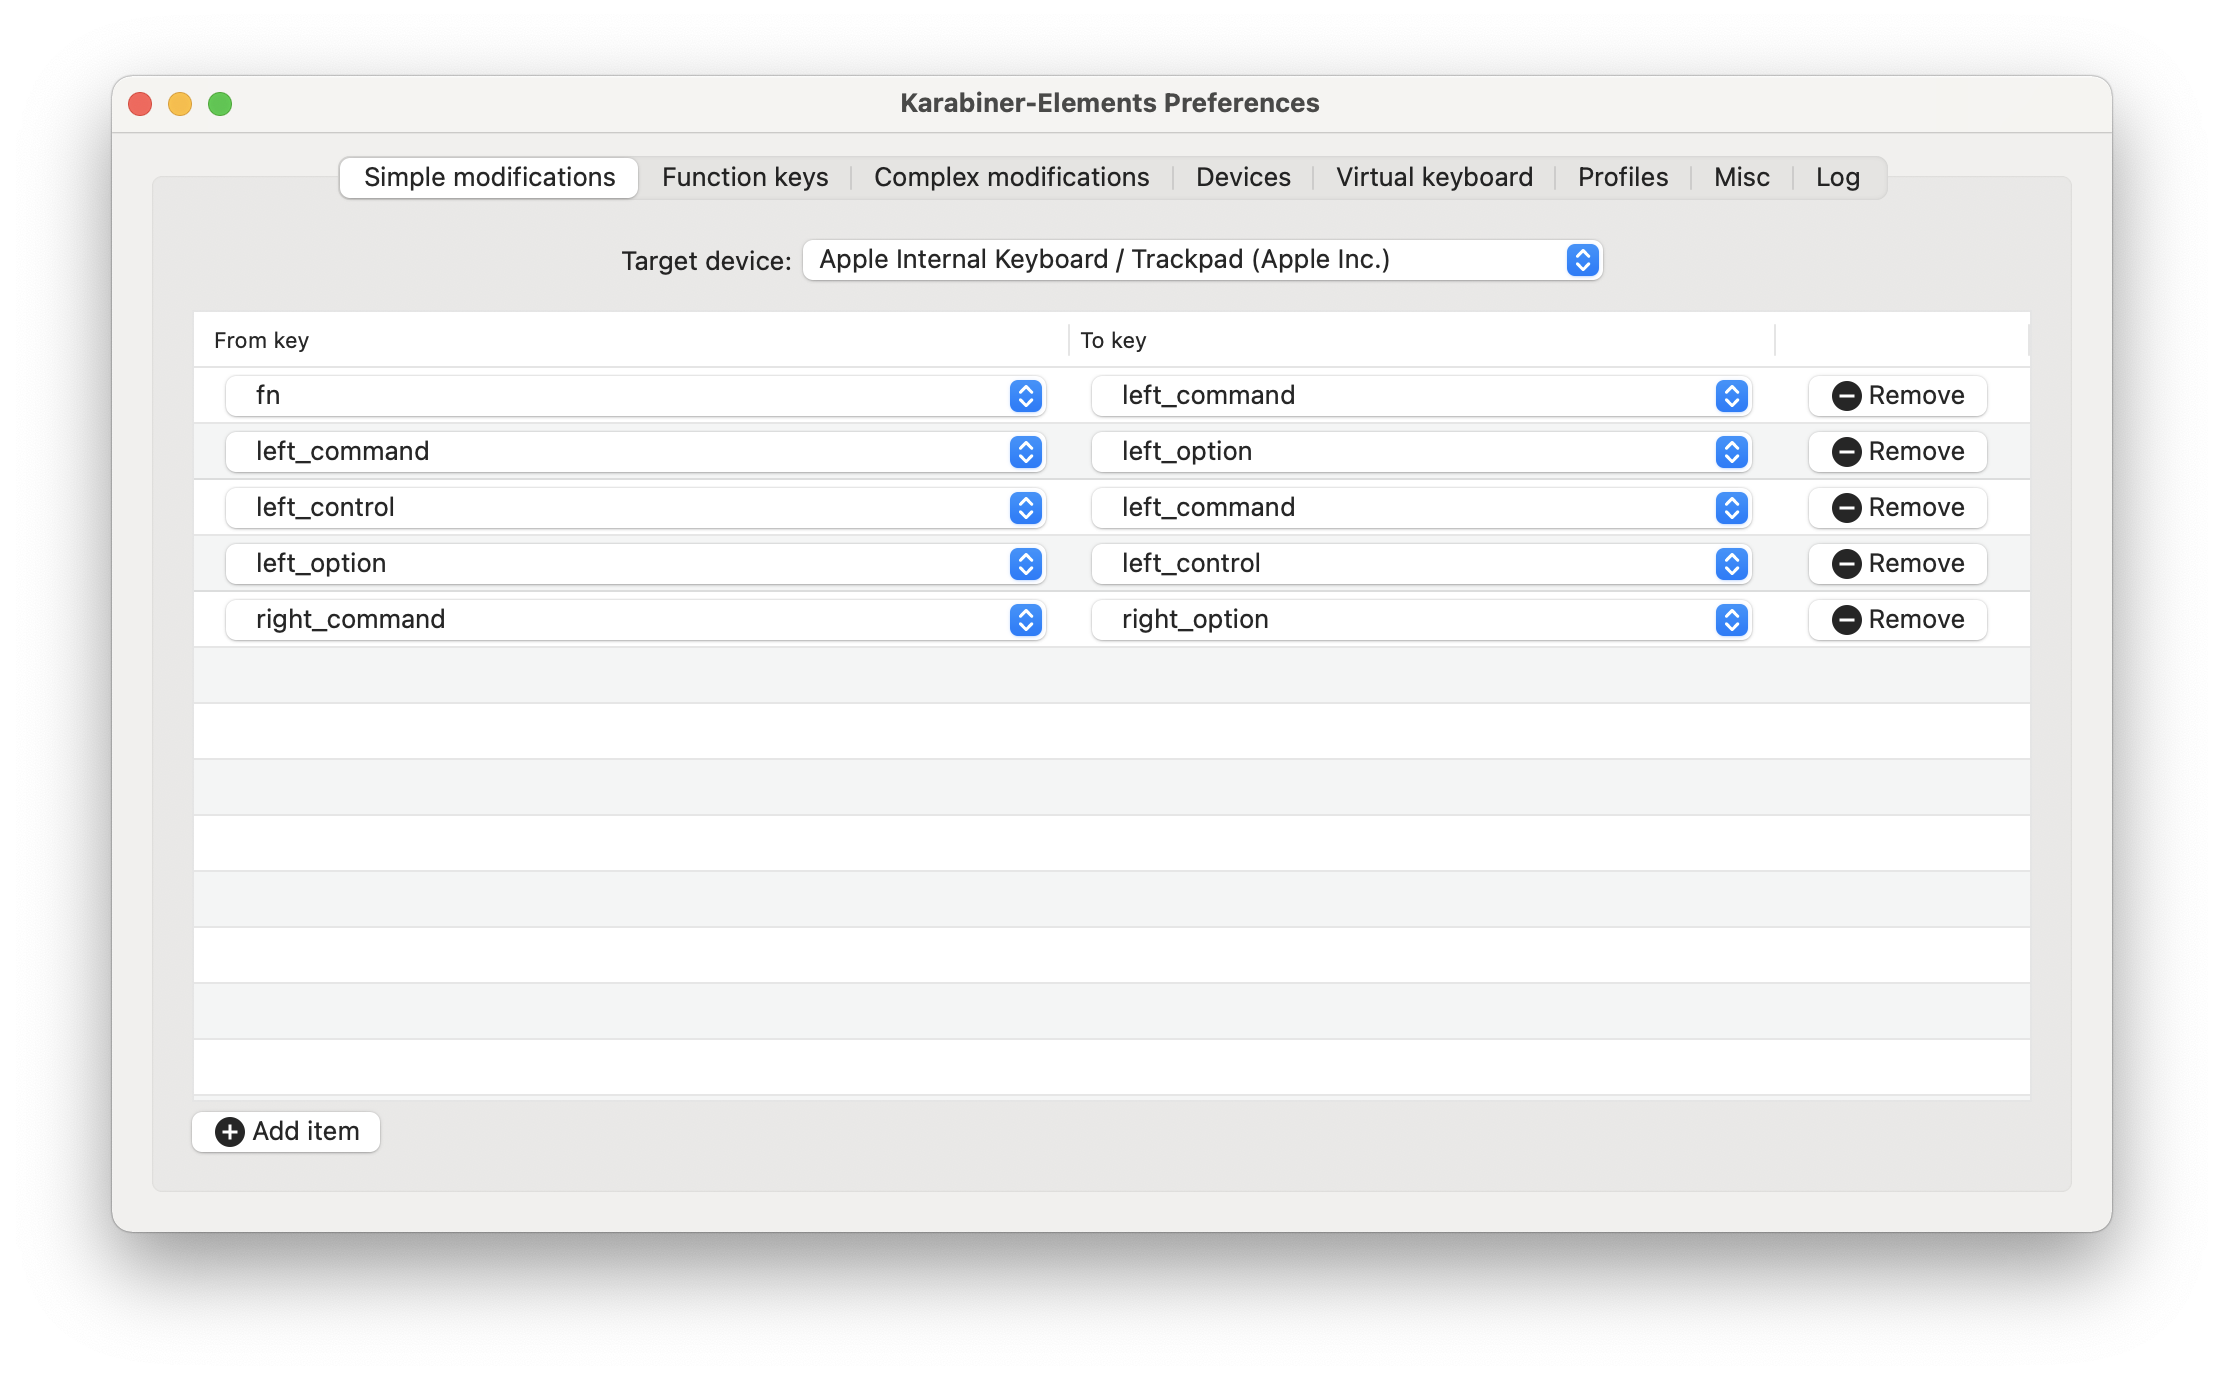 Karabiner-Elements Preferences
Simple modifications Function keys Complex modifications Devices Virtual keyboard Profiles Misc Log
Target device: Apple Internal Keyboard / Trackpad (Apple Inc.)
From key To key
fn left_command Remove
left_command left_option Remove
left_control left_command Remove
left_option left_control Remove
right_command right_option Remove
Add item